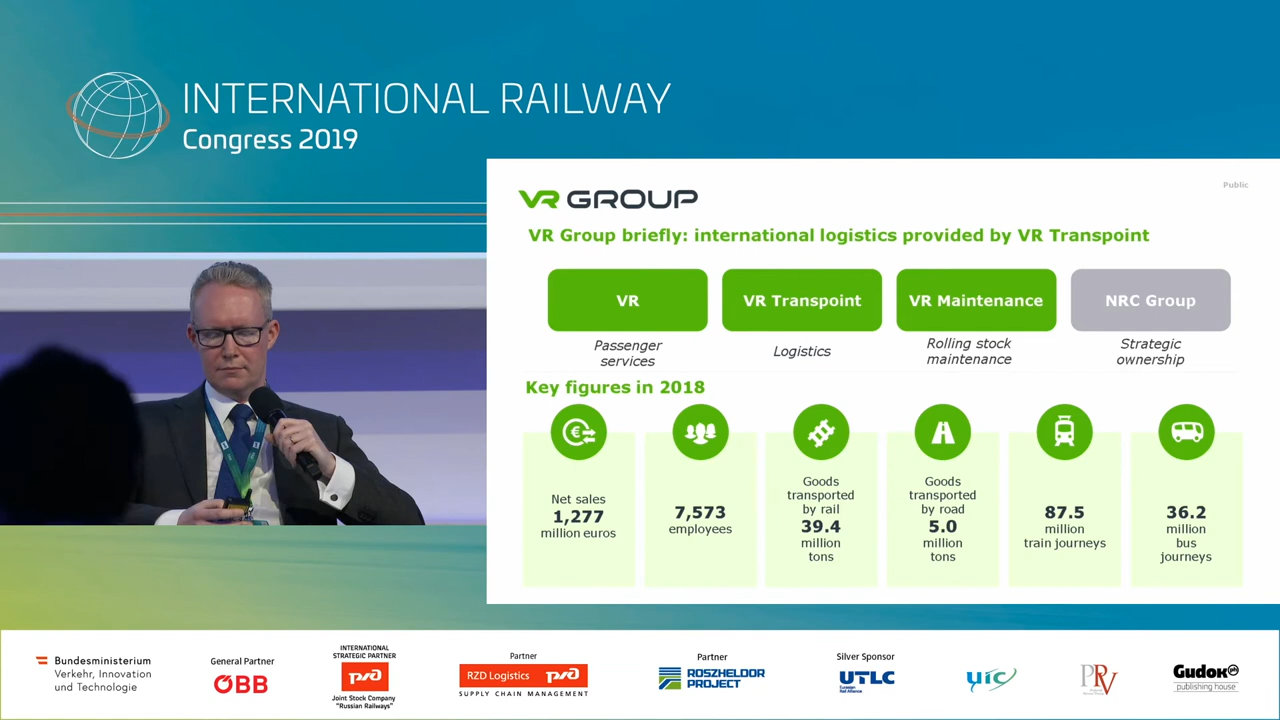 INTERNATIONAL RAILWAY
Congress 2019
VR GROUP
Public
VR Group briefly: international logistics provided by VR Transpoint
VR
VR Transpoint
VR Maintenance
NRC Group
Passenger
services
Logistics
Rolling stock
maintenance
Strategic
ownership
Key figures in 2018
Net sales
1,277
million euros
7,573
employees
Goods
transported
by rail
39.4
million
tons
Goods
transported
by road
5.0
million
tons
87.5
million
train journeys
36.2
million
bus
journeys
Bundesministerium
Verkehr, Innovation
und Technologie
General Partner
ÖBB
INTERNATIONAL
STRATEGIC PARTNER
Joint Stock Company
"Russian Railways"
Partner
RZD Logistics
SUPPLY CHAIN MANAGEMENT
Partner
ROSZHELDOR
PROJECT
Silver Sponsor
UTLC
Eurasian
Rail Alliance
uic
PRV
Gudok
publishing house